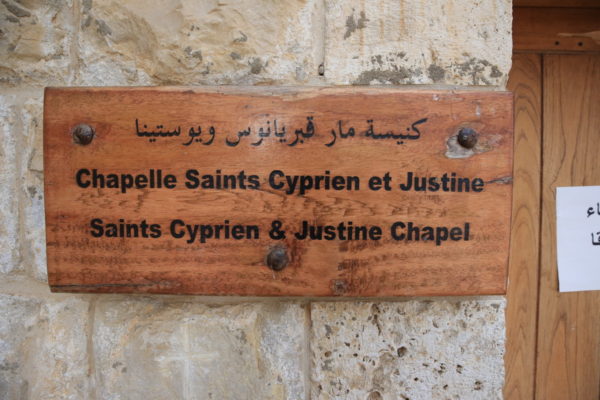 كنيسة مار قبريانوس ويوستينا
Chapelle Saints Cyprien et Justine
Saints Cyprien & Justine Chapel